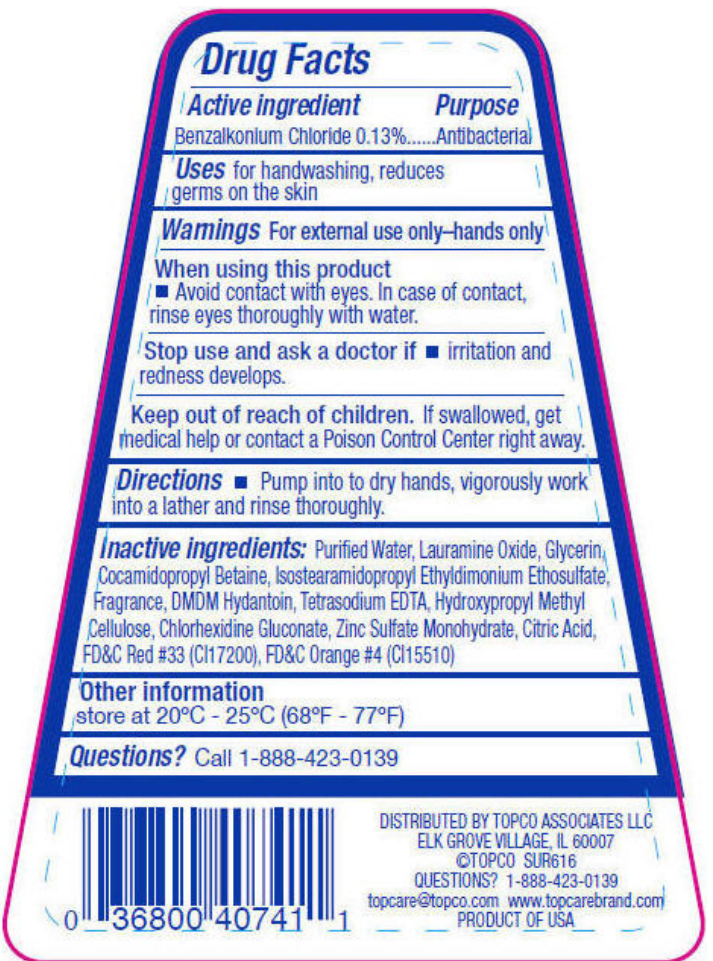 Drug Facts
Active ingredient Purpose
Benzalkonium Chloride 0.13%......Antibacterial
Uses for handwashing, reduces
germs on the skin
Warnings For external use only–hands only
When using this product
■ Avoid contact with eyes. In case of contact,
rinse eyes thoroughly with water.
Stop use and ask a doctor if ■ irritation and
redness develops.
Keep out of reach of children. If swallowed, get
medical help or contact a Poison Control Center right away.
Directions ■ Pump into to dry hands, vigorously work
into a lather and rinse thoroughly.
Inactive ingredients: Purified Water, Lauramine Oxide, Glycerin,
Cocamidopropyl Betaine, Isostearamidopropyl Ethyldimonium Ethosulfate,
Fragrance, DMDM Hydantoin, Tetrasodium EDTA, Hydroxypropyl Methyl
Cellulose, Chlorhexidine Gluconate, Zinc Sulfate Monohydrate, Citric Acid,
FD&C Red #33 (CI17200), FD&C Orange #4 (CI15510)
Other information
store at 20ºC - 25ºC (68ºF - 77ºF)
Questions? Call 1-888-423-0139
DISTRIBUTED BY TOPCO ASSOCIATES LLC
ELK GROVE VILLAGE, IL 60007
©TOPCO SUR616
QUESTIONS? 1-888-423-0139
topcare@topco.com www.topcarebrand.com
PRODUCT OF USA
0 36800 40741 1